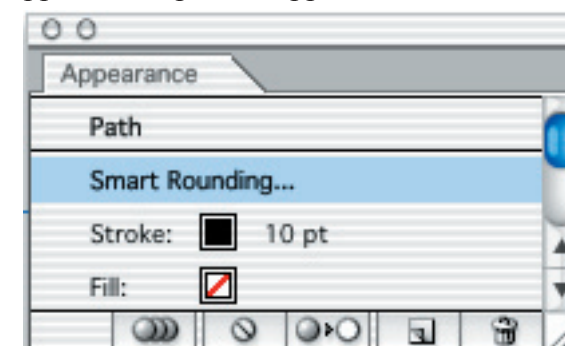 Appearance
Path
Smart Rounding...
Stroke: 10 pt
Fill: